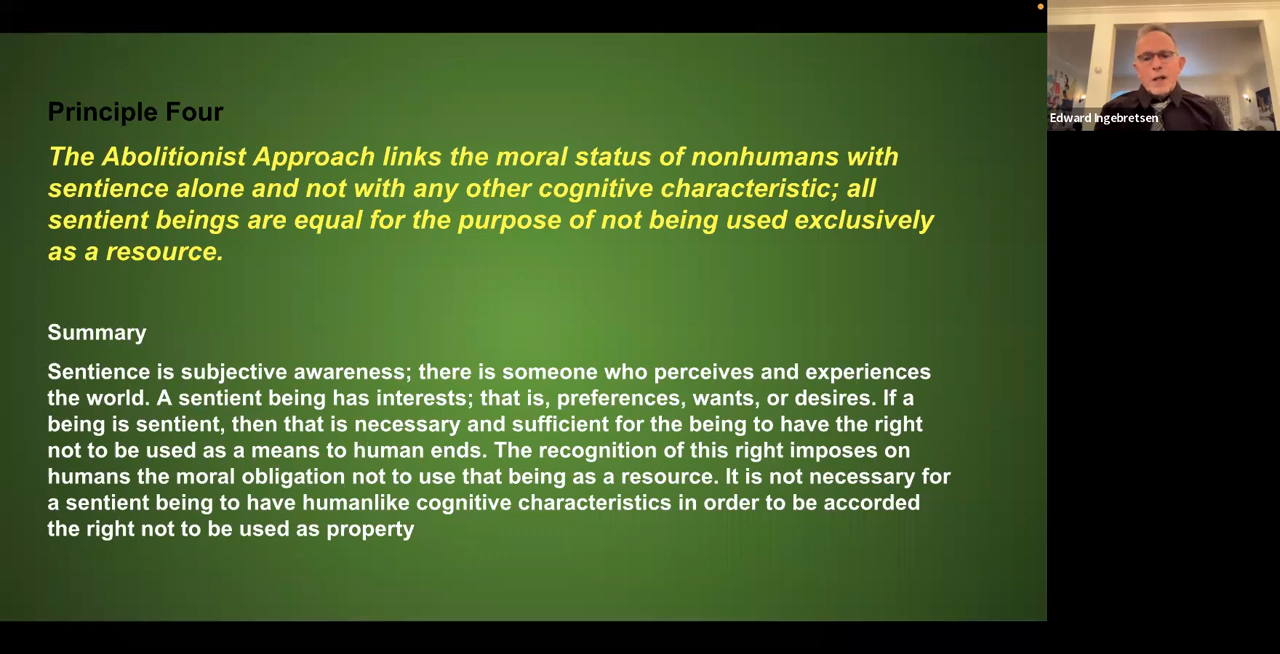 Principle Four
The Abolitionist Approach links the moral status of nonhumans with
sentience alone and not with any other cognitive characteristic; all
sentient beings are equal for the purpose of not being used exclusively
as a resource.
Summary
Sentience is subjective awareness; there is someone who perceives and experiences
the world. A sentient being has interests; that is, preferences, wants, or desires. If a
being is sentient, then that is necessary and sufficient for the being to have the right
not to be used as a means to human ends. The recognition of this right imposes on
humans the moral obligation not to use that being as a resource. It is not necessary for
a sentient being to have humanlike cognitive characteristics in order to be accorded
the right not to be used as property
Edward Ingebretsen